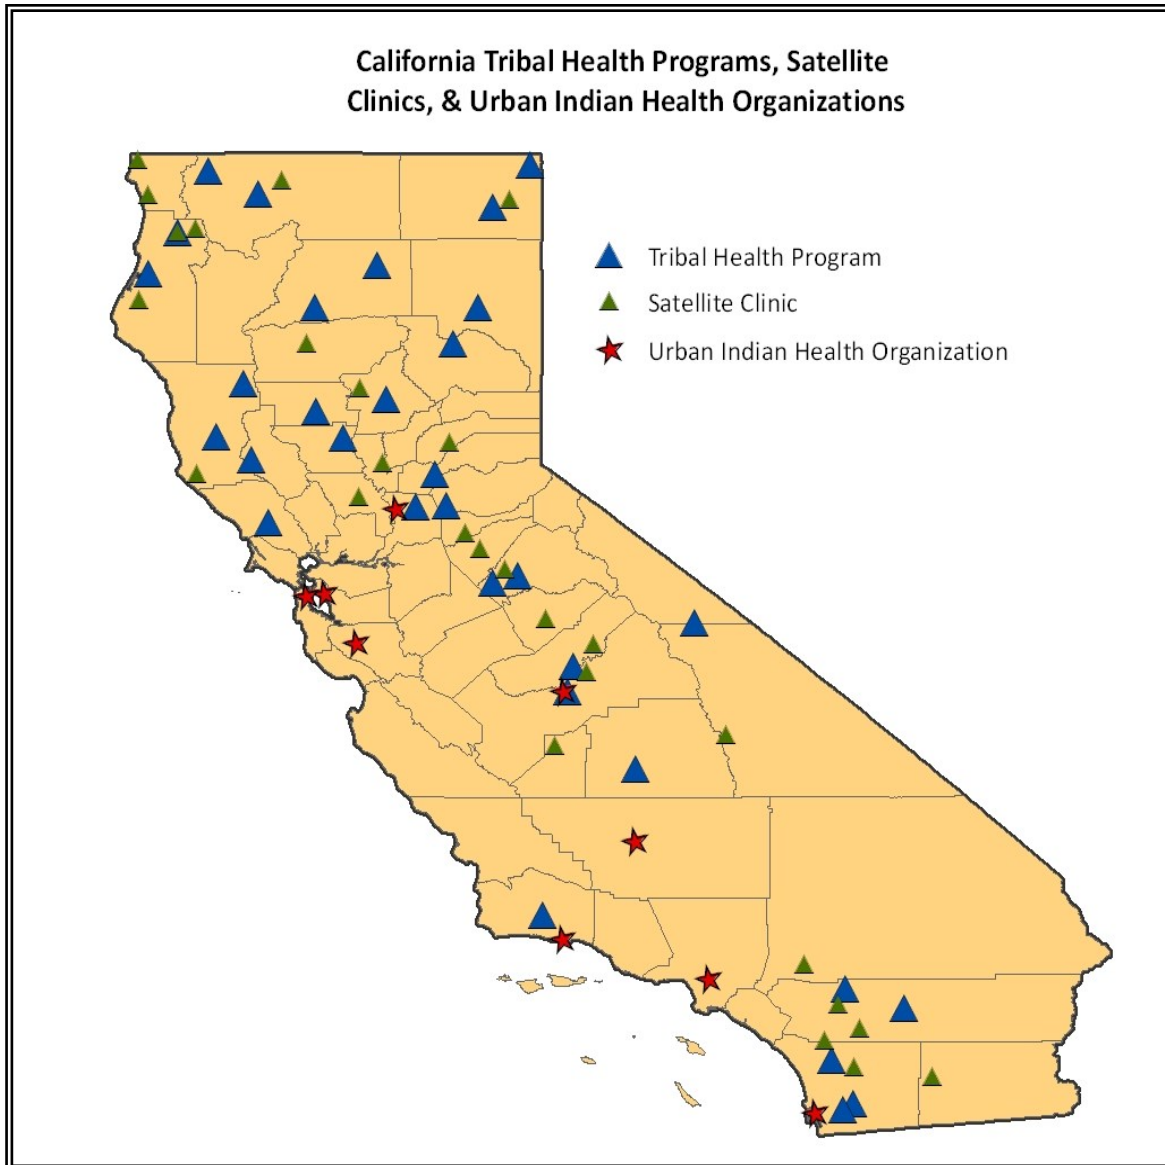 California Tribal Health Programs, Satellite
Clinics, & Urban Indian Health Organizations
Tribal Health Program
Satellite Clinic
Urban Indian Health Organization